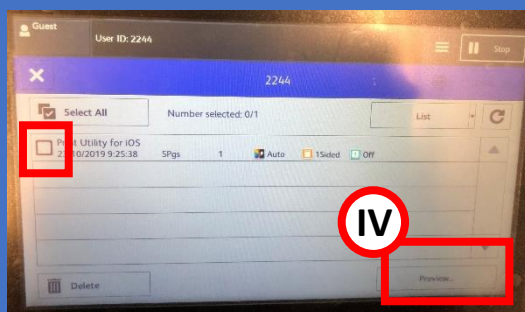 Guest
User ID: 2244
Stop
2244
Select All
Number selected: 0/1
List
Print Utility for iOS
23/10/2019 9:25:38 5Pgs 1 Auto 1Sided Off
IV
Delete
Preview...